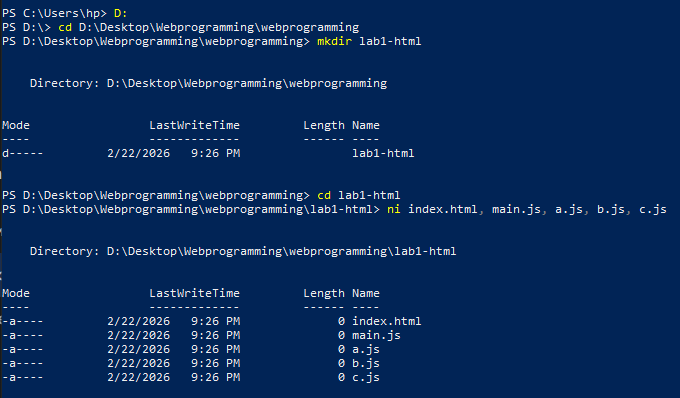 PS C:\Users\hp> D:
PS D:\> cd D:\Desktop\Webprogramming\webprogramming
PS D:\Desktop\Webprogramming\webprogramming> mkdir lab1-html
Directory: D:\Desktop\Webprogramming\webprogramming
Mode LastWriteTime Length Name
---- ------------- ------ ----
d----- 2/22/2026 9:26 PM lab1-html
PS D:\Desktop\Webprogramming\webprogramming> cd lab1-html
PS D:\Desktop\Webprogramming\webprogramming\lab1-html> ni index.html, main.js, a.js, b.js, c.js
Directory: D:\Desktop\Webprogramming\webprogramming\lab1-html
Mode LastWriteTime Length Name
---- ------------- ------ ----
-a---- 2/22/2026 9:26 PM 0 index.html
-a---- 2/22/2026 9:26 PM 0 main.js
-a---- 2/22/2026 9:26 PM 0 a.js
-a---- 2/22/2026 9:26 PM 0 b.js
-a---- 2/22/2026 9:26 PM 0 c.js